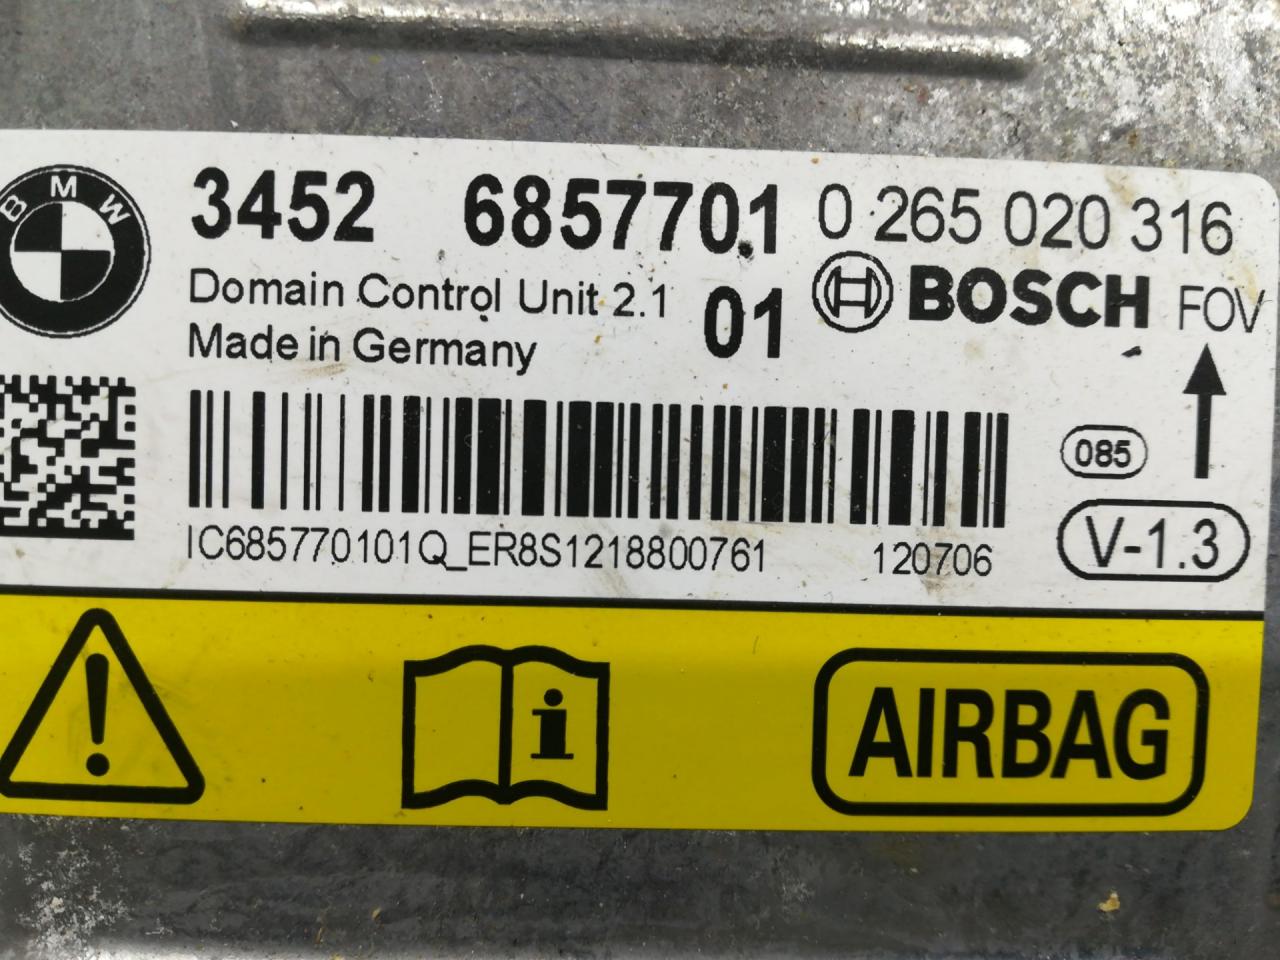 BMW
3452 6857701 0 265 020 316
Domain Control Unit 2.1 01 BOSCH FOV
Made in Germany
085
V-1.3
IC685770101Q_ER8S1218800761 120706
i
AIRBAG